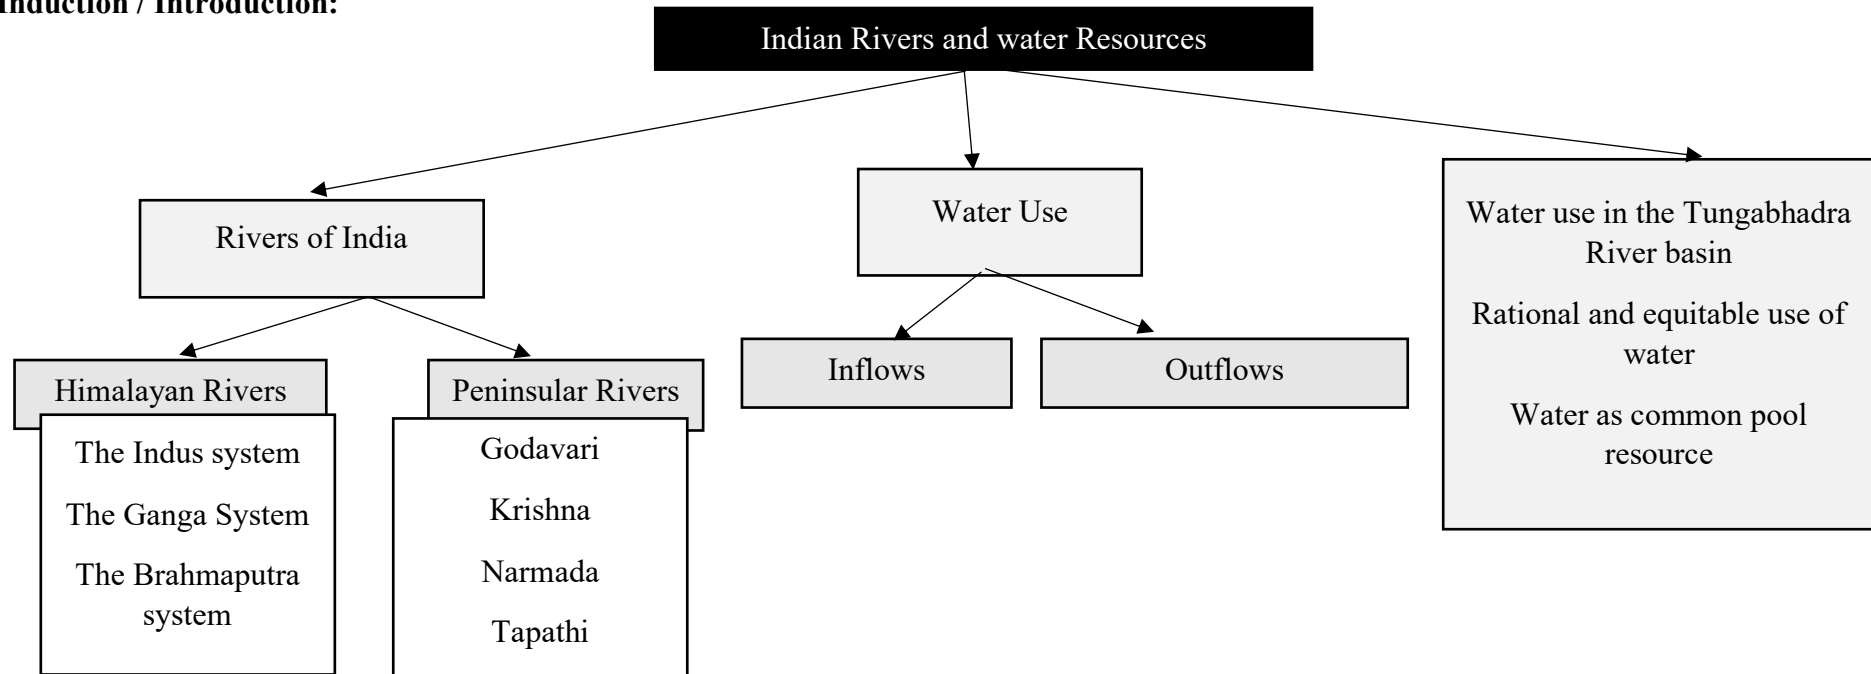 Induction / Introduction:
Indian Rivers and water Resources
Rivers of India
Water Use
Water use in the Tungabhadra
River basin
Rational and equitable use of
water
Water as common pool
resource
Himalayan Rivers
The Indus system
The Ganga System
The Brahmaputra
system
Peninsular Rivers
Godavari
Krishna
Narmada
Tapathi
Inflows
Outflows